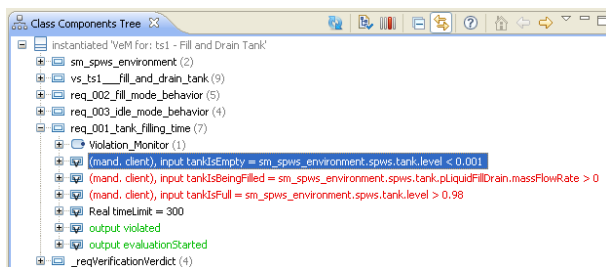 Class Components Tree
instantiated 'VeM for: ts1 - Fill and Drain Tank'
sm_spws_environment (2)
vs_ts1___fill_and_drain_tank (9)
req_002_fill_mode_behavior (5)
req_003_idle_mode_behavior (4)
req_001_tank_filling_time (7)
Violation_Monitor (1)
(mand. client), input tankIsEmpty = sm_spws_environment.spws.tank.level < 0.001
(mand. client), input tankIsBeingFilled = sm_spws_environment.spws.tank.pLiquidFillDrain.massFlowRate > 0
(mand. client), input tankIsFull = sm_spws_environment.spws.tank.level > 0.98
Real timeLimit = 300
output violated
output evaluationStarted
_reqVerificationVerdict (4)